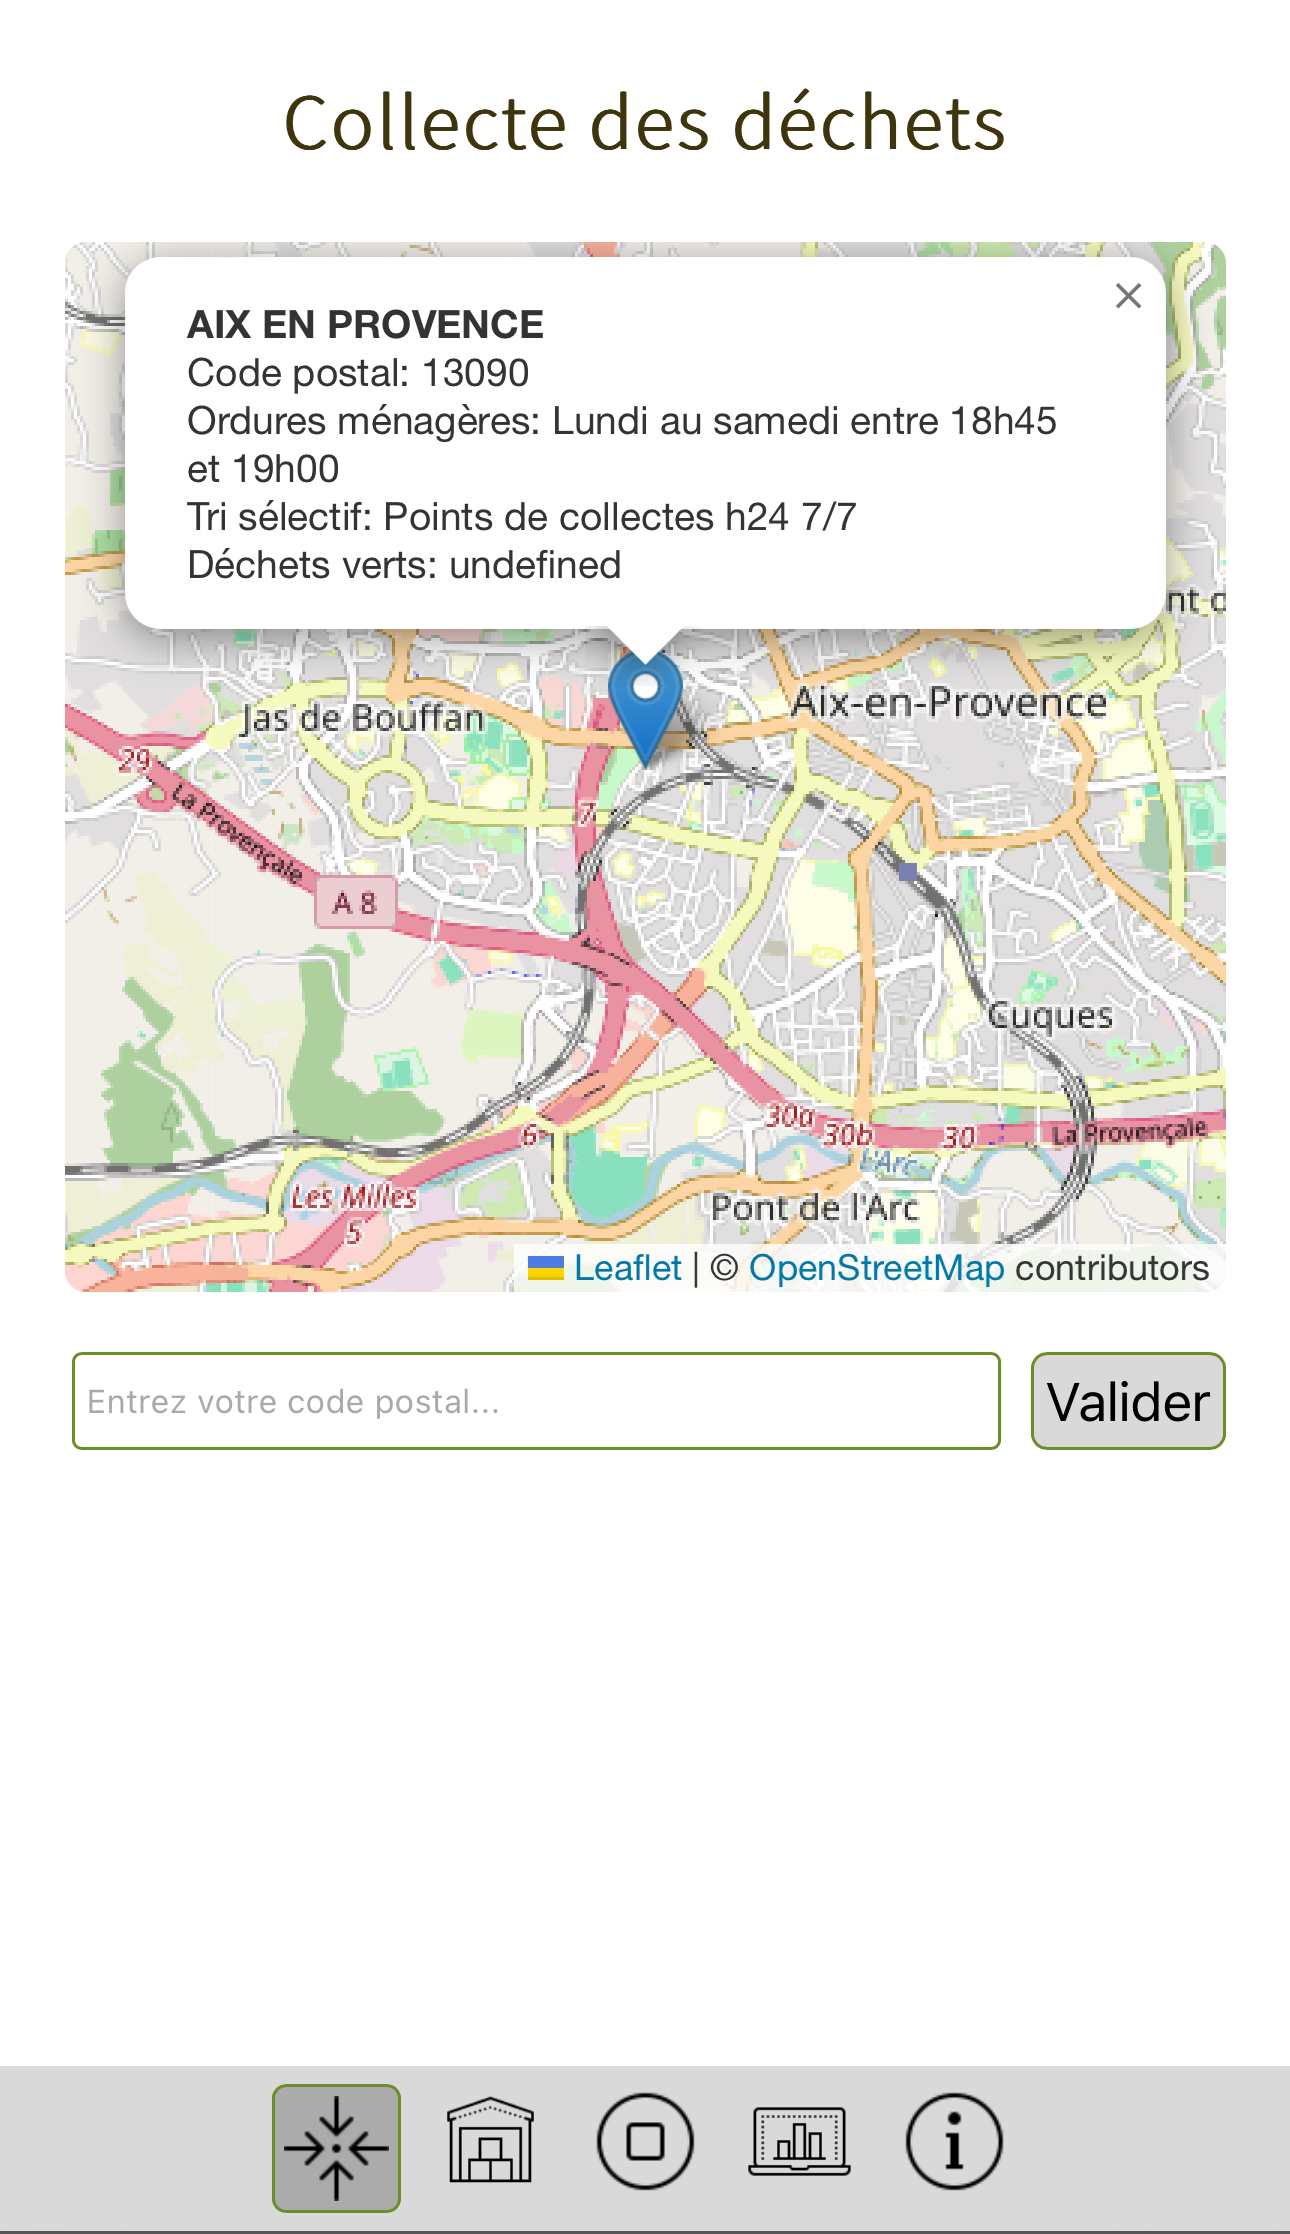 Collecte des déchets
AIX EN PROVENCE
Code postal: 13090
Ordures ménagères: Lundi au samedi entre 18h45
et 19h00
Tri sélectif: Points de collectes h24 7/7
Déchets verts: undefined
nt d
Jas de Bouffan
Aix-en-Provence
29
La Provençale
7
A 8
Cuques
30a
30b
30
La Provençale
6
L'Arc
Les Milles
5
Pont de l'Arc
Leaflet | © OpenStreetMap contributors
Entrez votre code postal...
Valider